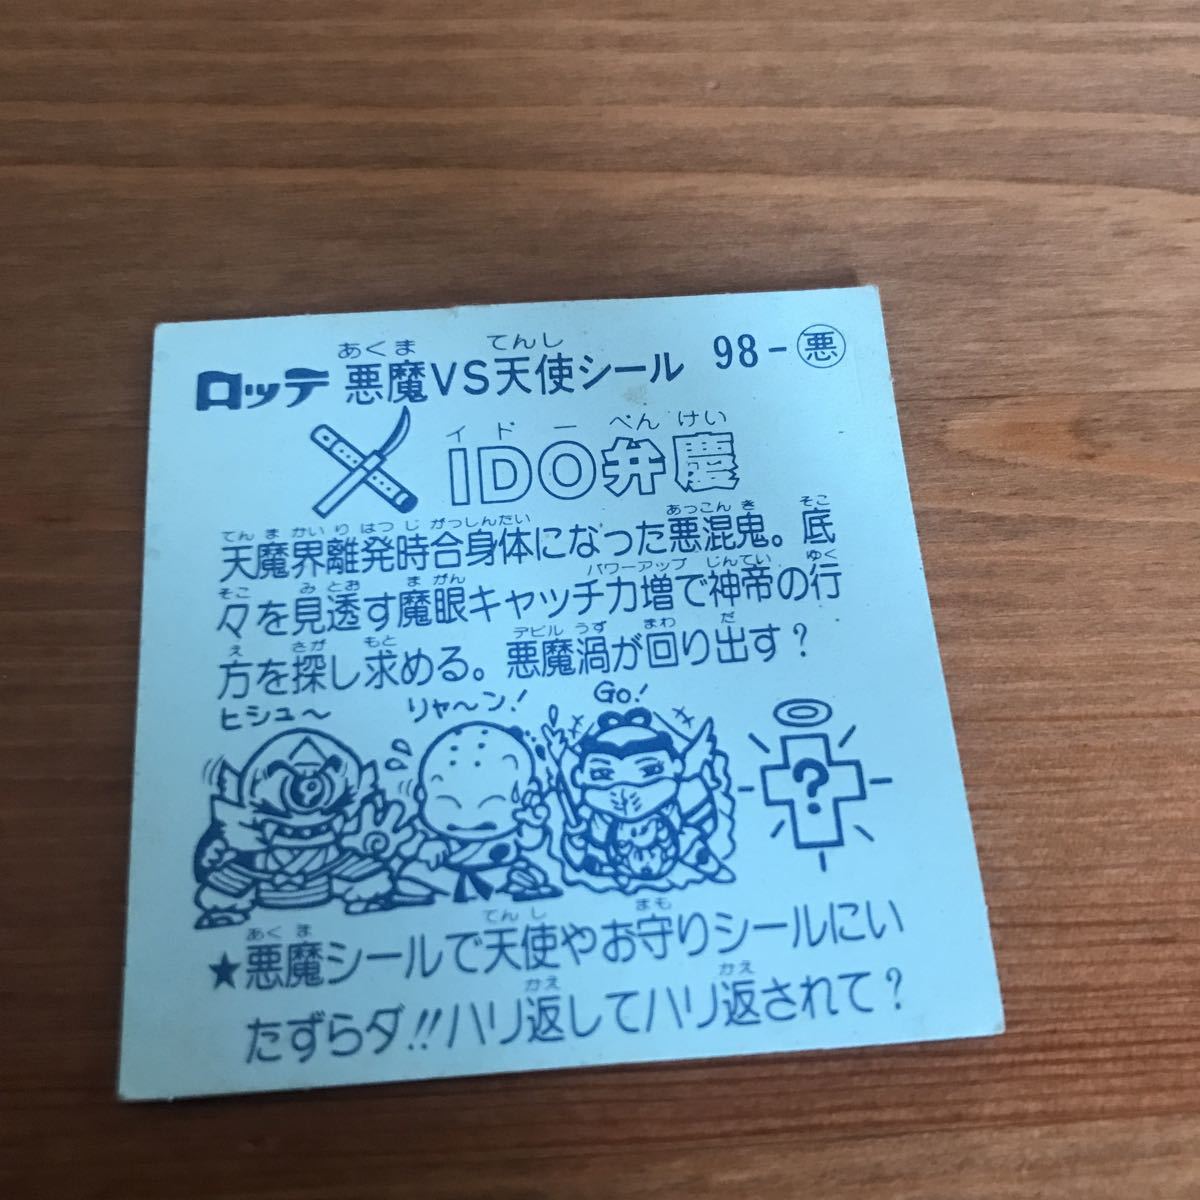 あくま てんし
ロッテ 悪魔VS天使シール 98-悪
イドー べんけい
IDO弁慶
てんまかいりはつじがっしんたい あっこんき そこ
天魔界離発時合身体になった悪混鬼。底
そこ みとお まがん パワーアップ じんてい ゆく
々を見透す魔眼キャッチ力増で神帝の行
え さが もと デビル うず まわ だ
方を探し求める。悪魔渦が回り出す?
ヒシュ〜 リャ〜ン! Go!
?
あくま てんし まも
★悪魔シールで天使やお守りシールにい
かえ かえ
たずらダ!!ハリ返してハリ返されて?